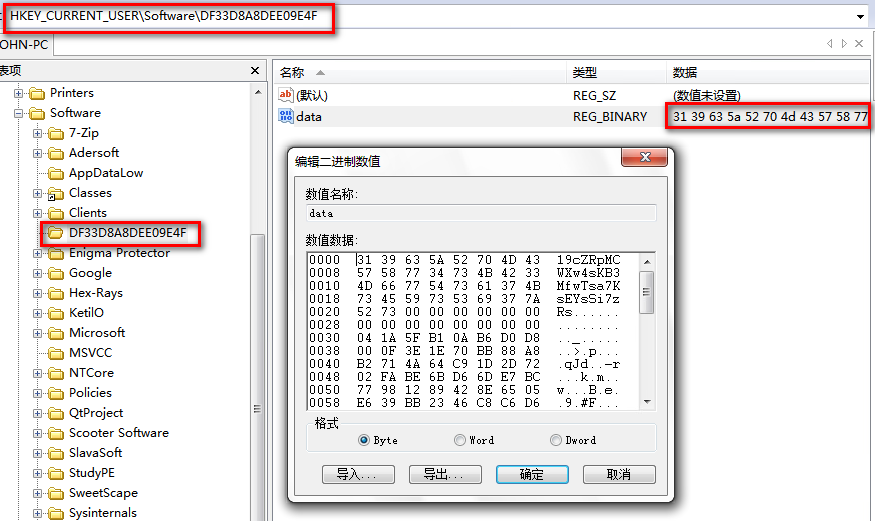 HKEY_CURRENT_USER\Software\DF33D8A8DEE09E4F
OHN-PC
表项
Printers
Software
7-Zip
Adersoft
AppDataLow
Classes
Clients
DF33D8A8DEE09E4F
Enigma Protector
Google
Hex-Rays
KetilO
Microsoft
MSVCC
NTCore
Policies
QtProject
Scooter Software
SlavaSoft
StudyPE
SweetScape
Sysinternals
名称 类型 数据
ab (默认) REG_SZ (数值未设置)
data REG_BINARY 31 39 63 5a 52 70 4d 43 57 58 77
编辑二进制数值
数值名称:
data
数值数据:
0000 31 39 63 5A 52 70 4D 43 19cZRpMC
0008 57 58 77 34 73 4B 42 33 WXw4sKB3
0010 4D 66 77 54 73 61 37 4B MfwTsa7K
0018 73 45 59 73 53 69 37 7A sEYsSi7z
0020 52 73 00 00 00 00 00 00 Rs......
0028 00 00 00 00 00 00 00 00 ........
0030 04 1A 5F B1 0A B6 D0 D8 .._.....
0038 00 0F 3E 1E 70 BB 88 A8 ..>.p...
0040 B2 71 4A 64 C9 1D 2D 72 .qJd..-r
0048 02 FA BE 6B D6 6D E7 BC ...k.m..
0050 77 98 12 89 42 8E 65 05 w...B.e.
0058 E6 39 BB 23 46 C8 C6 D6 .9.#F...
格式
Byte Word Dword
导入... 导出... 确定 取消